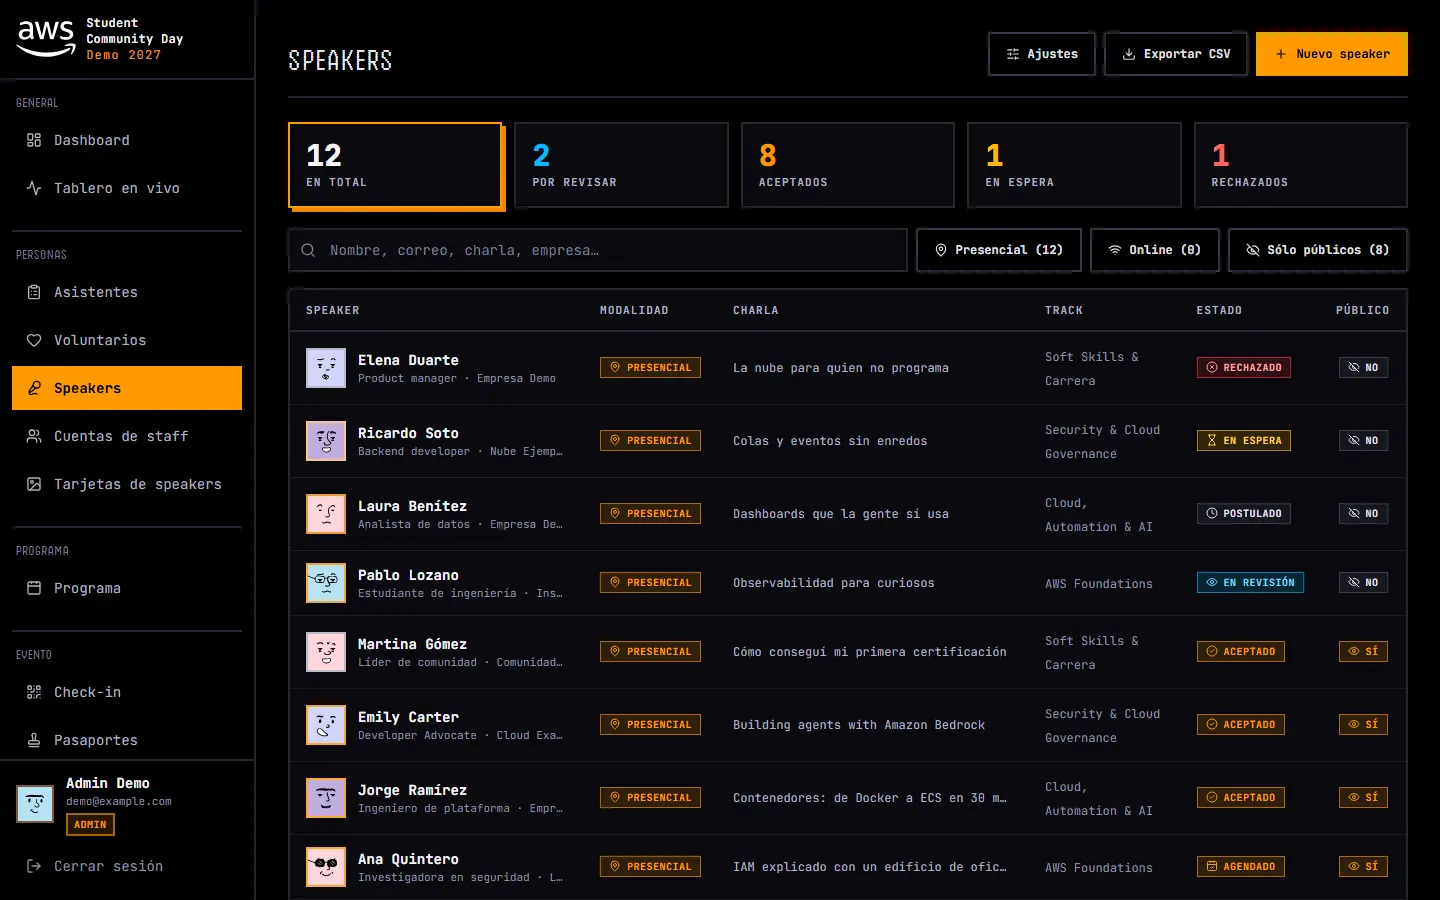 aws
Student
Community Day
Demo 2027
GENERAL
Dashboard
Tablero en vivo
PERSONAS
Asistentes
Voluntarios
Speakers
Cuentas de staff
Tarjetas de speakers
PROGRAMA
Programa
EVENTO
Check-in
Pasaportes
Admin Demo
demo@example.com
ADMIN
Cerrar sesión
SPEAKERS
Ajustes
Exportar CSV
+ Nuevo speaker
12
EN TOTAL
2
POR REVISAR
8
ACEPTADOS
1
EN ESPERA
1
RECHAZADOS
Nombre, correo, charla, empresa…
Presencial (12)
Online (0)
Sólo públicos (8)
SPEAKER MODALIDAD CHARLA TRACK ESTADO PÚBLICO
Elena Duarte
Product manager · Empresa Demo
PRESENCIAL
La nube para quien no programa
Soft Skills &
Carrera
RECHAZADO
NO
Ricardo Soto
Backend developer · Nube Ejemp…
PRESENCIAL
Colas y eventos sin enredos
Security & Cloud
Governance
EN ESPERA
NO
Laura Benítez
Analista de datos · Empresa De…
PRESENCIAL
Dashboards que la gente sí usa
Cloud,
Automation & AI
POSTULADO
NO
Pablo Lozano
Estudiante de ingeniería · Ins…
PRESENCIAL
Observabilidad para curiosos
AWS Foundations
EN REVISIÓN
NO
Martina Gómez
Líder de comunidad · Comunidad…
PRESENCIAL
Cómo conseguí mi primera certificación
Soft Skills &
Carrera
ACEPTADO
SÍ
Emily Carter
Developer Advocate · Cloud Exa…
PRESENCIAL
Building agents with Amazon Bedrock
Security & Cloud
Governance
ACEPTADO
SÍ
Jorge Ramírez
Ingeniero de plataforma · Empr…
PRESENCIAL
Contenedores: de Docker a ECS en 30 m…
Cloud,
Automation & AI
ACEPTADO
SÍ
Ana Quintero
Investigadora en seguridad · L…
PRESENCIAL
IAM explicado con un edificio de ofic…
AWS Foundations
AGENDADO
SÍ